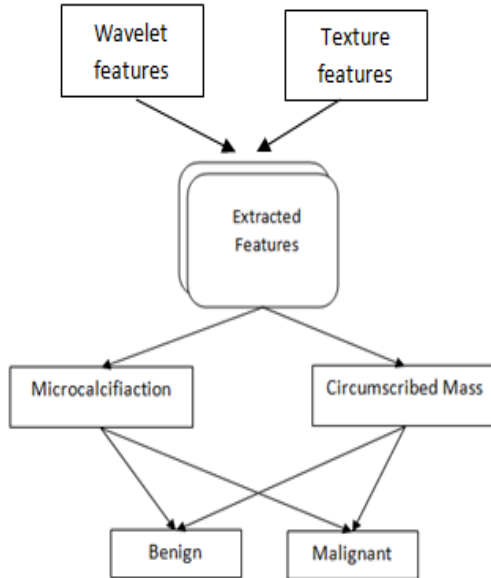 Wavelet
features
Texture
features
Extracted
Features
Microcalcifiaction
Circumscribed Mass
Benign
Malignant